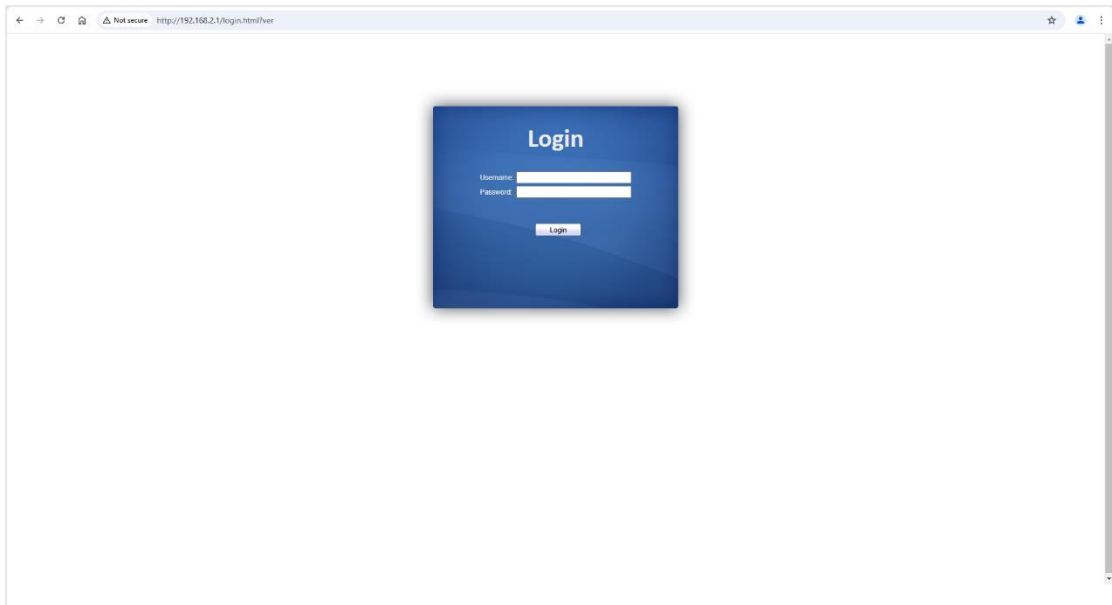 Not secure http://192.168.2.1/login.html?ver
Login
Username:
Password:
Login